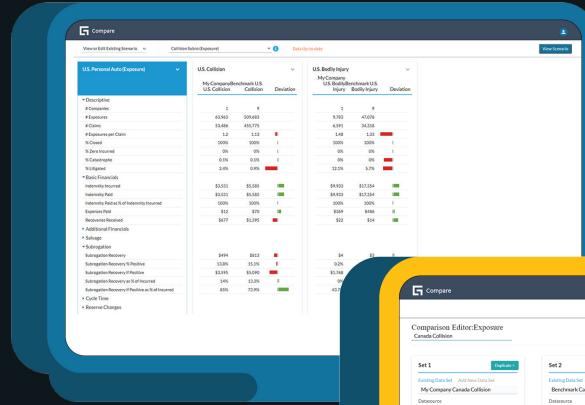 Compare
View or Edit Existing Scenario Collision Subro (Exposure) Data Up-to-date View Scenario
U.S. Personal Auto (Exposure) U.S. Collision U.S. Bodily Injury
My Company Benchmark U.S. My Company
U.S. Collision Collision Deviation U.S. Bodily Benchmark U.S.
Injury Bodily Injury Deviation
Descriptive
# Companies 1 9 1 9
# Exposures 63,963 509,683 9,783 47,078
# Claims 53,486 455,775 6,591 34,358
# Exposures per Claim 1.2 1.12 1.48 1.33
% Closed 100% 100% 100% 100%
% Zero Incurred 0% 0% 0% 0%
% Catastrophe 0.1% 0.1% 0% 0%
% Litigated 2.4% 0.9% 12.1% 5.7%
Basic Financials
Indemnity Incurred $3,531 $5,585 $9,933 $17,354
Indemnity Paid $3,531 $5,585 $9,933 $17,354
Indemnity Paid as % of Indemnity Incurred 100% 100% 100% 100%
Expenses Paid $12 $70 $169 $486
Recoveries Received $677 $1,395 $22 $14
Additional Financials
Salvage
Subrogation
Subrogation Recovery $494 $813 $4
Subrogation Recovery % Positive 13.8% 15.1% 0.2%
Subrogation Recovery If Positive $3,595 $5,090 $1,768
Subrogation Recovery as % of Incurred 14% 13.3%
Subrogation Recovery If Positive as % of Incurred 85% 73.9%
Cycle Time
Reserve Changes
Compare
Comparison Editor:Exposure
Canada Collision
Set 1 Duplicate > Set 2
Existing Data Set Add New Data Set Existing Data Set
My Company Canada Collision Benchmark Ca
Datasource Datasource